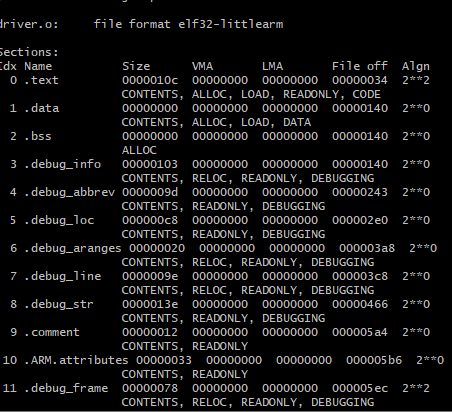 driver.o:     file format elf32-littlearm
Sections:
Idx Name          Size      VMA       LMA       File off  Algn
  0 .text         0000010c  00000000  00000000  00000034  2**2
                  CONTENTS, ALLOC, LOAD, READONLY, CODE
  1 .data         00000000  00000000  00000000  00000140  2**0
                  CONTENTS, ALLOC, LOAD, DATA
  2 .bss          00000000  00000000  00000000  00000140  2**0
                  ALLOC
  3 .debug_info   00000103  00000000  00000000  00000140  2**0
                  CONTENTS, RELOC, READONLY, DEBUGGING
  4 .debug_abbrev 0000009d  00000000  00000000  00000243  2**0
                  CONTENTS, READONLY, DEBUGGING
  5 .debug_loc    000000c8  00000000  00000000  000002e0  2**0
                  CONTENTS, READONLY, DEBUGGING
  6 .debug_aranges 00000020  00000000  00000000  000003a8  2**0
                  CONTENTS, RELOC, READONLY, DEBUGGING
  7 .debug_line   0000009e  00000000  00000000  000003c8  2**0
                  CONTENTS, RELOC, READONLY, DEBUGGING
  8 .debug_str    0000013e  00000000  00000000  00000466  2**0
                  CONTENTS, READONLY, DEBUGGING
  9 .comment      00000012  00000000  00000000  000005a4  2**0
                  CONTENTS, READONLY
 10 .ARM.attributes 00000033  00000000  00000000  000005b6  2**0
                  CONTENTS, READONLY
 11 .debug_frame  00000078  00000000  00000000  000005ec  2**2
                  CONTENTS, RELOC, READONLY, DEBUGGING